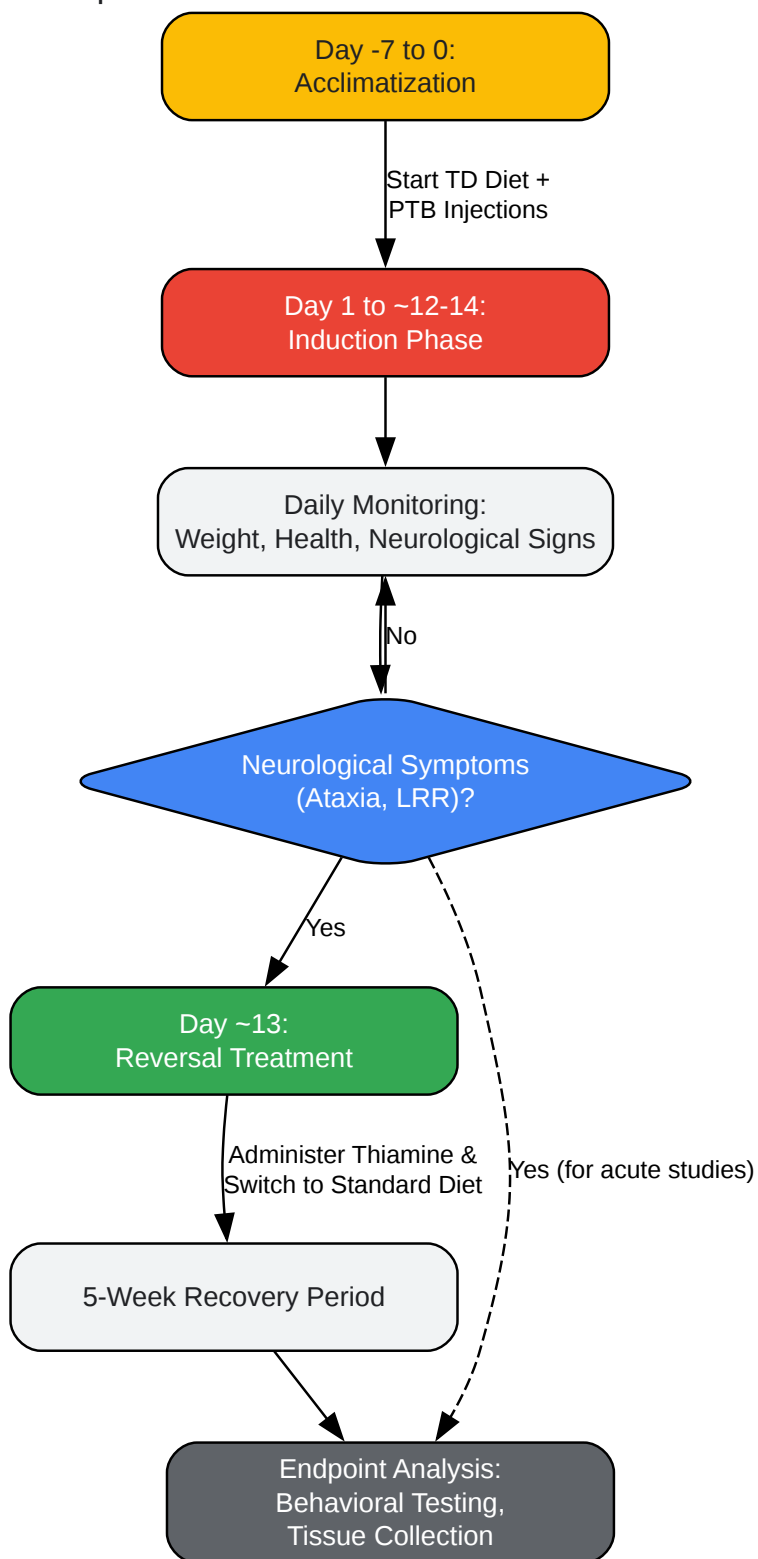 Day -7 to 0:
Acclimatization
Start TD Diet +
PTB Injections
Day 1 to ~12-14:
Induction Phase
Daily Monitoring:
Weight, Health, Neurological Signs
No
Neurological Symptoms
(Ataxia, LRR)?
Yes
Day ~13:
Reversal Treatment
Administer Thiamine &
Switch to Standard Diet
Yes (for acute studies)
5-Week Recovery Period
Endpoint Analysis:
Behavioral Testing,
Tissue Collection